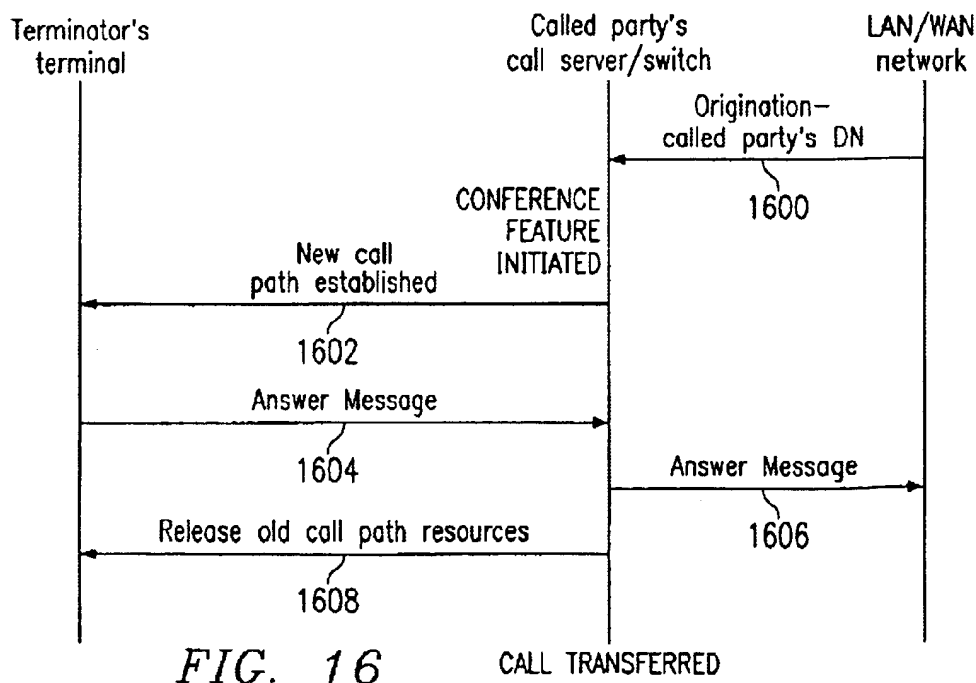 Terminator's
terminal
Called party's
call server/switch
LAN/WAN
network
Origination-
called party's DN
1600
CONFERENCE
FEATURE
INITIATED
New call
path established
1602
Answer Message
1604
Answer Message
1606
Release old call path resources
1608
FIG. 16
CALL TRANSFERRED